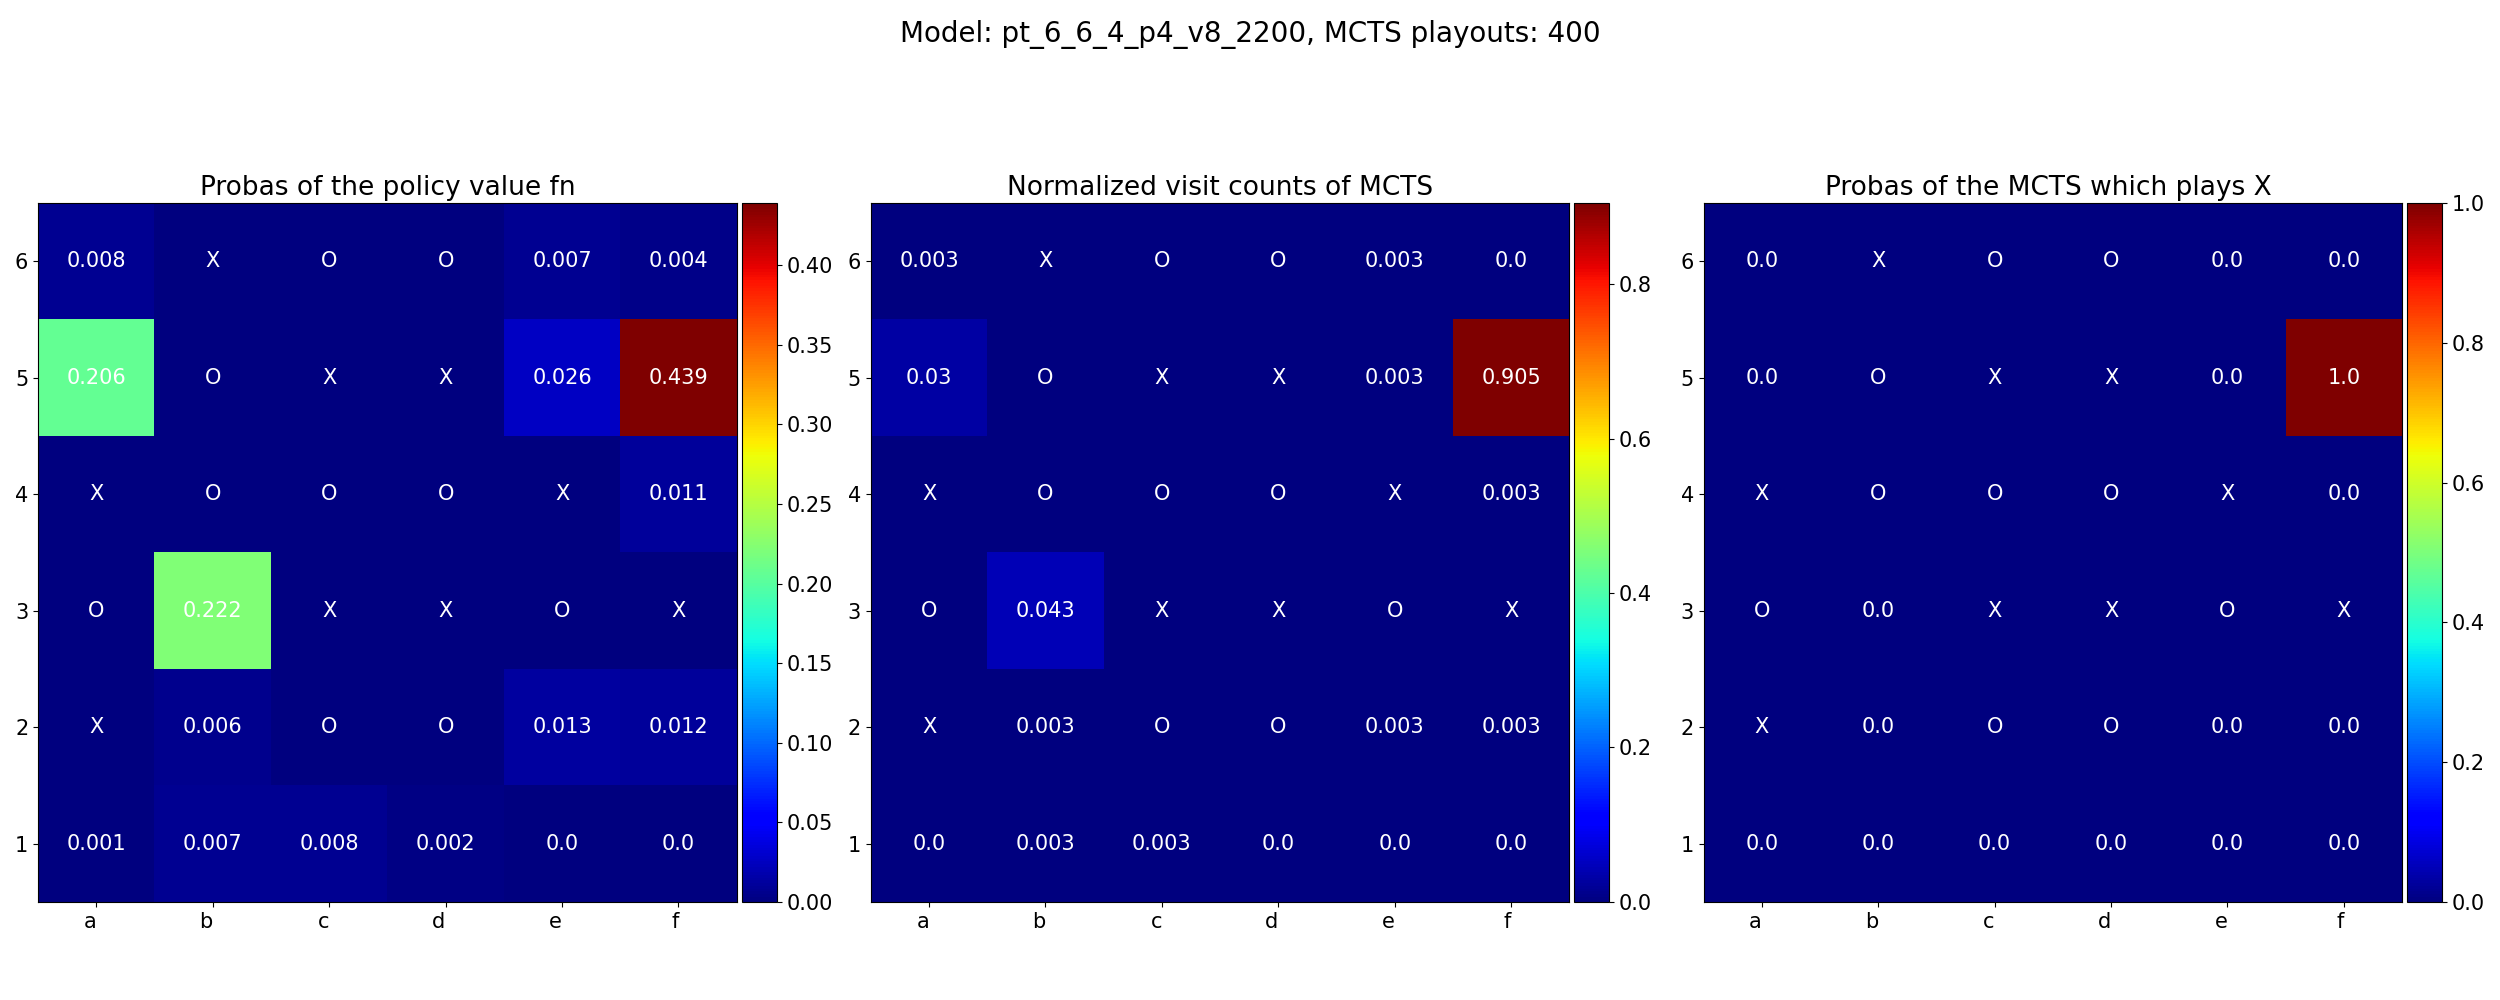 Model: pt_6_6_4_p4_v8_2200, MCTS playouts: 400
Probas of the policy value fn
6 0.008 X O O 0.007 0.004
5 0.206 O X X 0.026 0.439
4 X O O O X 0.011
3 O 0.222 X X O X
2 X 0.006 O O 0.013 0.012
1 0.001 0.007 0.008 0.002 0.0 0.0
a b c d e f
0.40
0.35
0.30
0.25
0.20
0.15
0.10
0.05
0.00
Normalized visit counts of MCTS
6 0.003 X O O 0.003 0.0
5 0.03 O X X 0.003 0.905
4 X O O O X 0.003
3 O 0.043 X X O X
2 X 0.003 O O 0.003 0.003
1 0.0 0.003 0.003 0.0 0.0 0.0
a b c d e f
0.8
0.6
0.4
0.2
0.0
Probas of the MCTS which plays X
6 0.0 X O O 0.0 0.0
5 0.0 O X X 0.0 1.0
4 X O O O X 0.0
3 O 0.0 X X O X
2 X 0.0 O O 0.0 0.0
1 0.0 0.0 0.0 0.0 0.0 0.0
a b c d e f
1.0
0.8
0.6
0.4
0.2
0.0